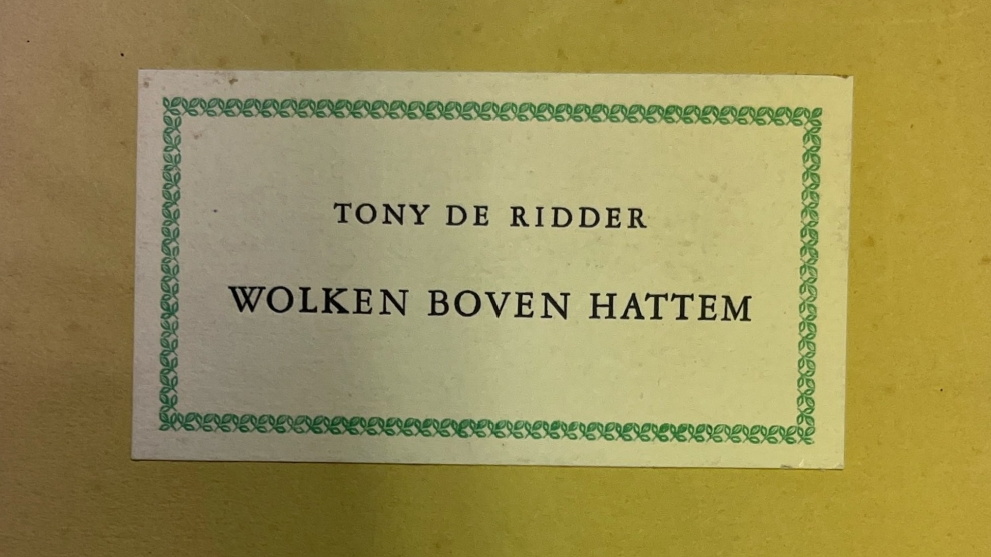 TONY DE RIDDER
WOLKEN BOVEN HATTEM